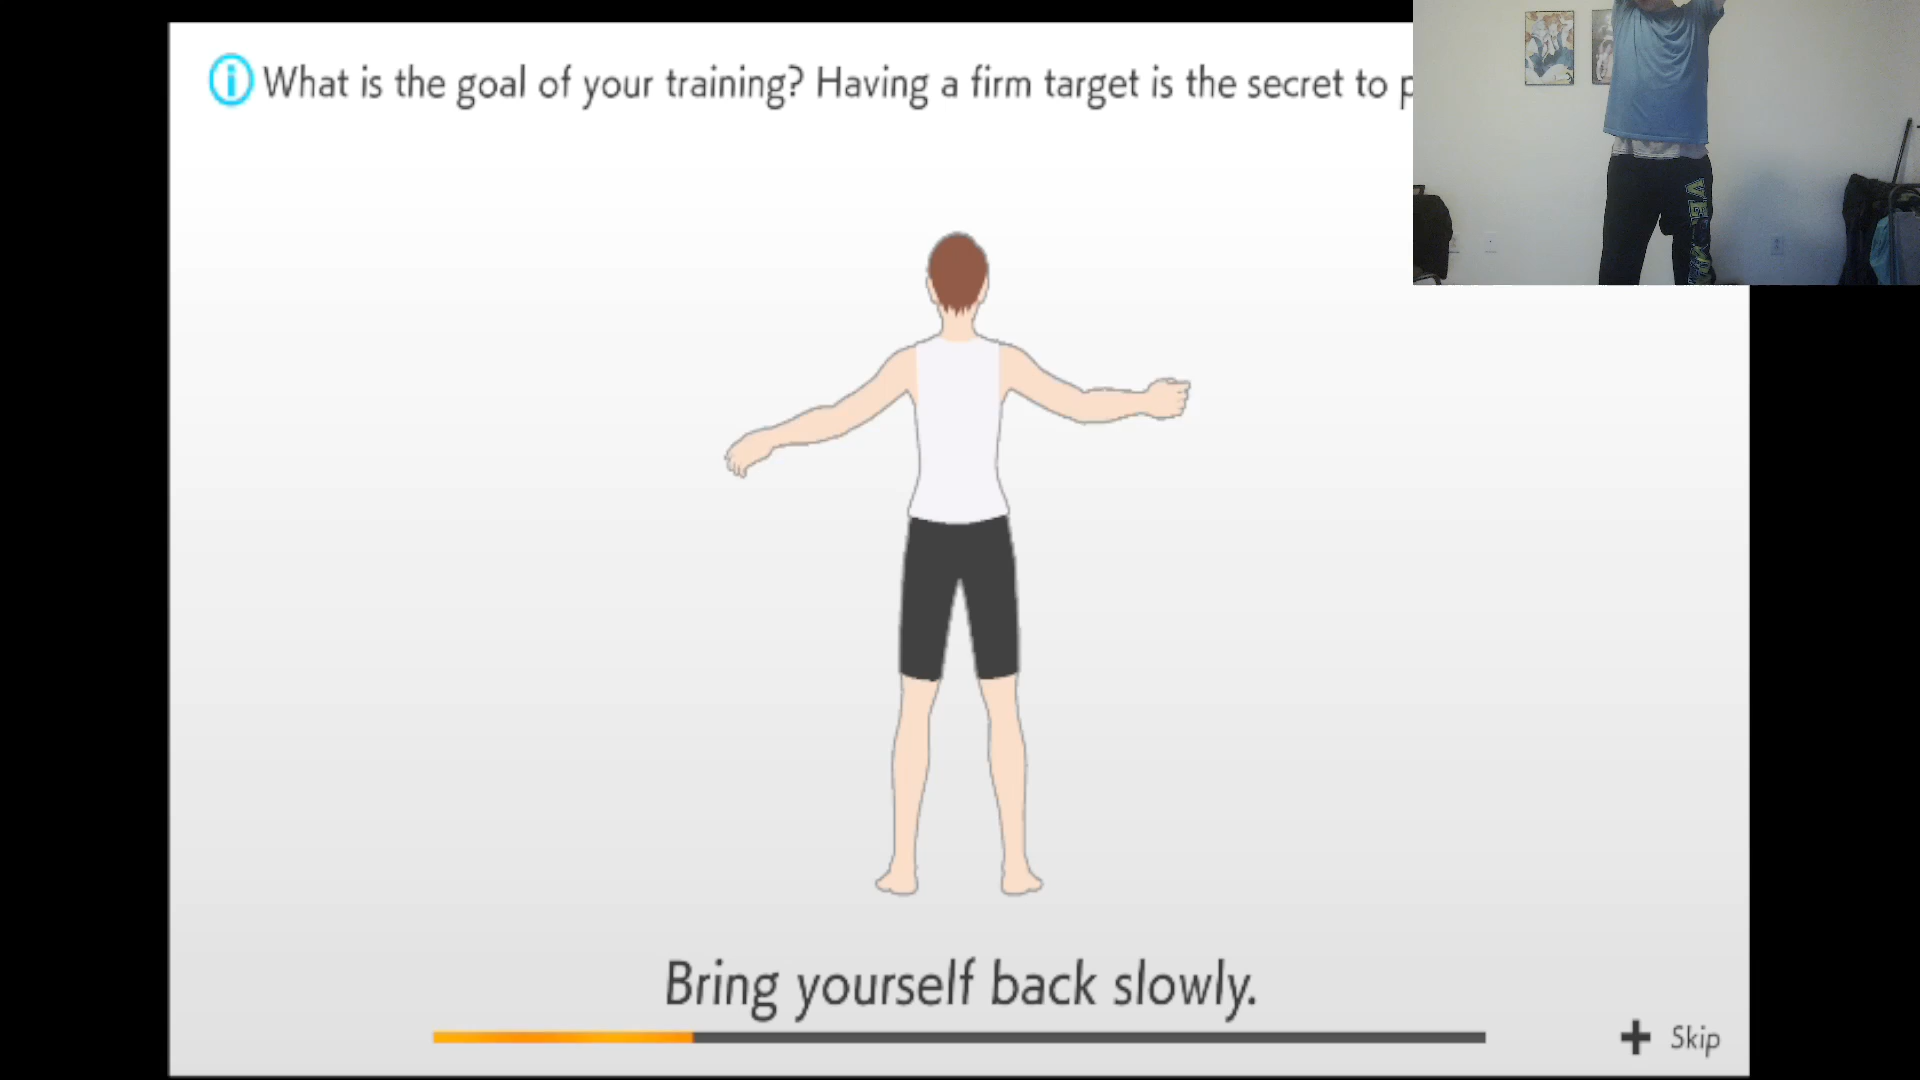 What is the goal of your training? Having a firm target is the secret to
Bring yourself back slowly.
Skip